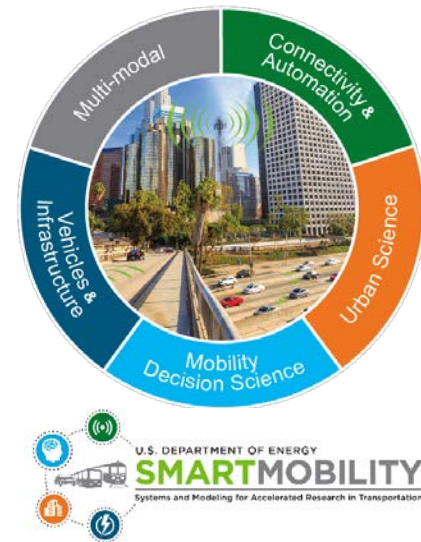 Multi-modal
Connectivity &
Automation
Vehicles &
Infrastructure
Urban Science
Mobility
Decision Science
U.S. DEPARTMENT OF ENERGY
SMARTMOBILITY
Systems and Modeling for Accelerated Research in Transportation